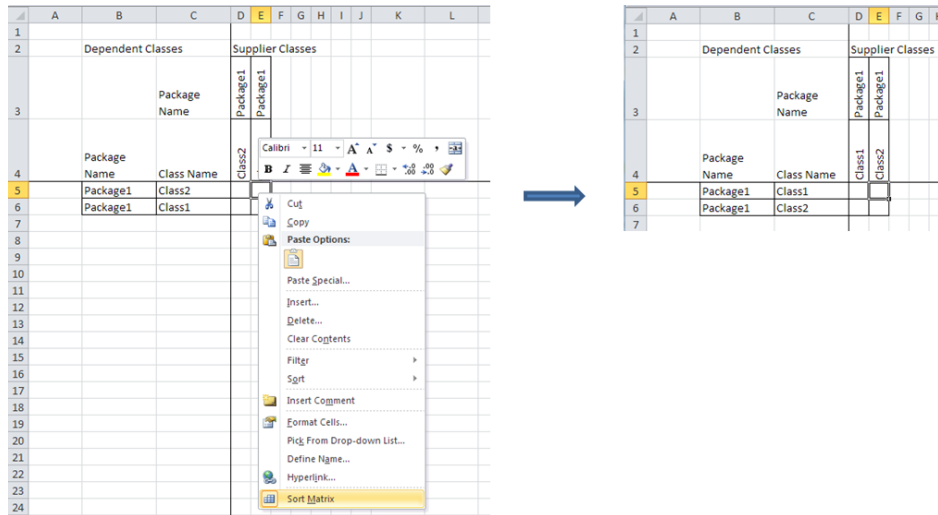 A B C D E F G H I J K L
1
2 Dependent Classes Supplier Classes
Package1 Package1
Package
3 Name
Calibri 11 A A $ % ,
Class2
Package B I A .00 .00
4 Name Class Name
5 Package1 Class2
6 Package1 Class1
7
8
9
10
11
12
13
14
15
16
17
18
19
20
21
22
23
24
Cut
Copy
Paste Options:
Paste Special...
Insert...
Delete...
Clear Contents
Filter
Sort
Insert Comment
Format Cells...
Pick From Drop-down List...
Define Name...
Hyperlink...
Sort Matrix
A B C D E F G
1
2 Dependent Classes Supplier Classes
Package1 Package1
Package
3 Name
Class1 Class2
Package
4 Name Class Name
5 Package1 Class1
6 Package1 Class2
7